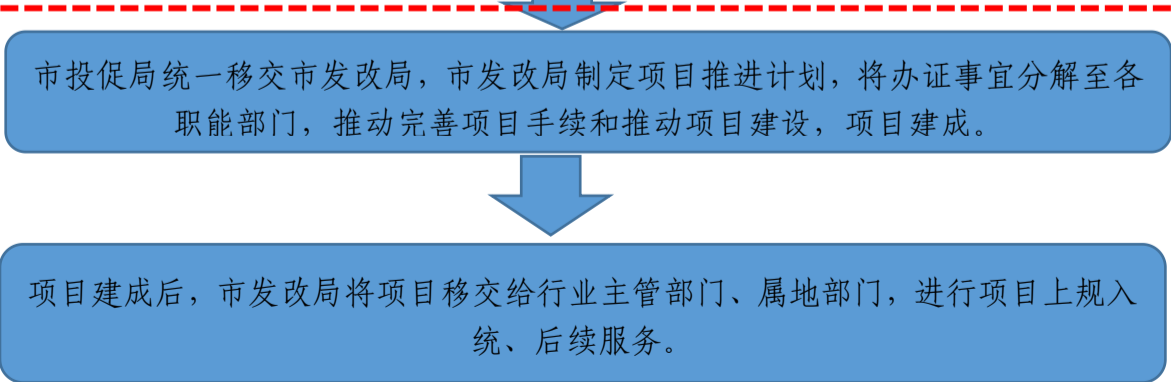 市投促局统一移交市发改局，市发改局制定项目推进计划，将办证事宜分解至各
职能部门，推动完善项目手续和推动项目建设，项目建成。
项目建成后，市发改局将项目移交给行业主管部门、属地部门，进行项目上规入
统、后续服务。